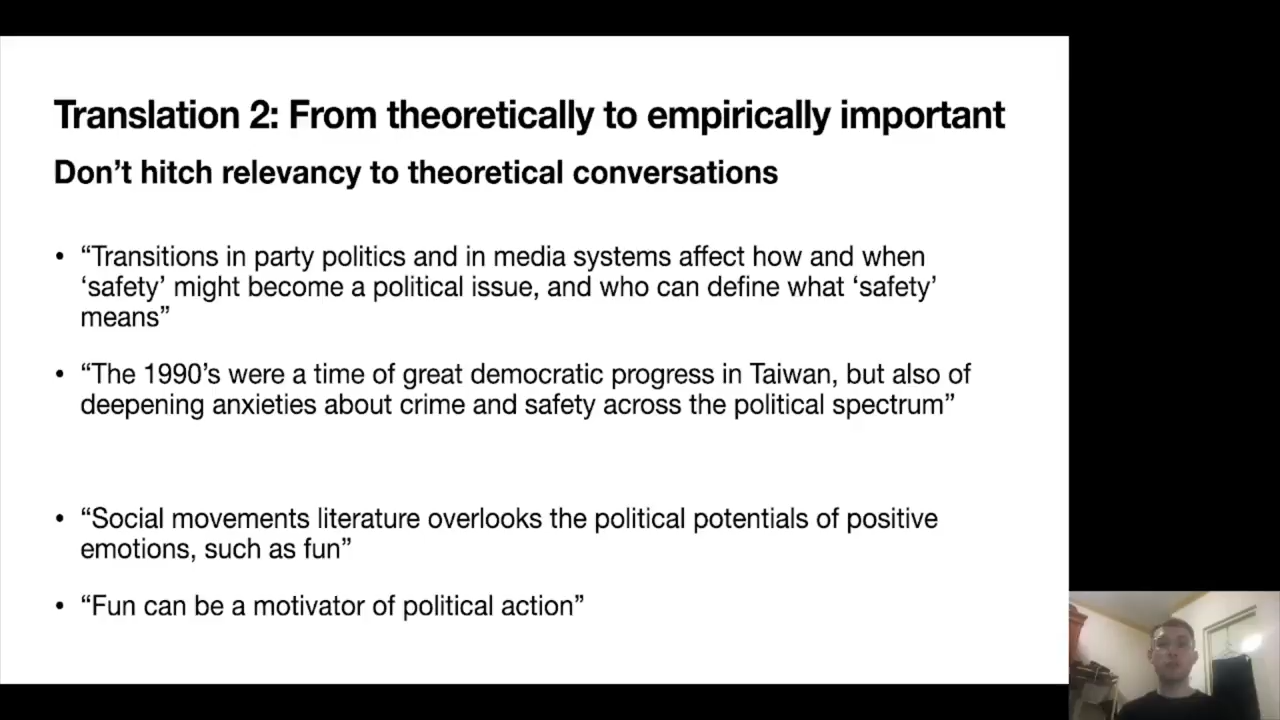 Translation 2: From theoretically to empirically important
Don’t hitch relevancy to theoretical conversations
• “Transitions in party politics and in media systems affect how and when
‘safety’ might become a political issue, and who can define what ‘safety’
means”
• “The 1990’s were a time of great democratic progress in Taiwan, but also of
deepening anxieties about crime and safety across the political spectrum”
• “Social movements literature overlooks the political potentials of positive
emotions, such as fun”
• “Fun can be a motivator of political action”